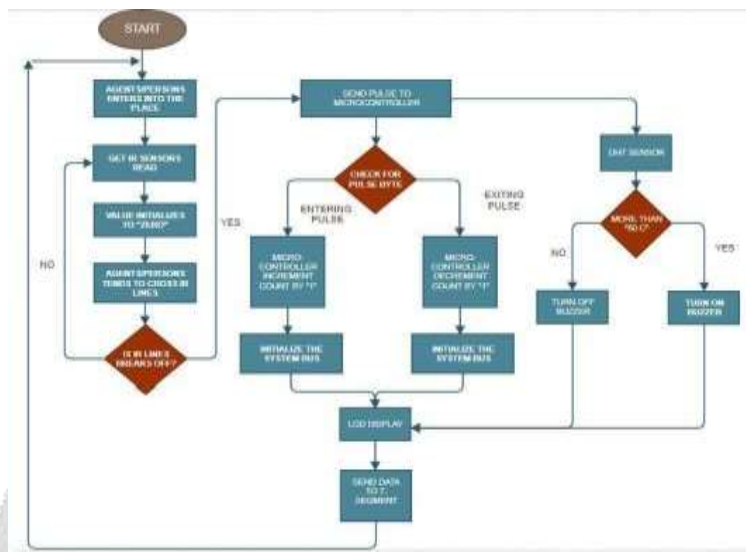 START
AGENTS/PERSONS
ENTERS INTO THE
PLACE
GET IR SENSORS
READ
VALUE INITIALIZES
TO "ZERO"
AGENTS/PERSONS
TENDS TO CROSS IR
LINES
IS IR LINES
BREAKS OFF?
NO
YES
SEND PULSE TO
MICROCONTROLLER
CHECK FOR
PULSE BYTE
ENTERING
PULSE
EXITING
PULSE
MICRO-
CONTROLLER
INCREMENT
COUNT BY "1"
MICRO-
CONTROLLER
DECREMENT
COUNT BY "1"
INITIALIZE THE
SYSTEM BUS
INITIALIZE THE
SYSTEM BUS
DHT SENSOR
MORE THAN
NO
YES
TURN OFF
BUZZER
TURN ON
BUZZER
LCD DISPLAY
SEND DATA
TO 7-
SEGMENT